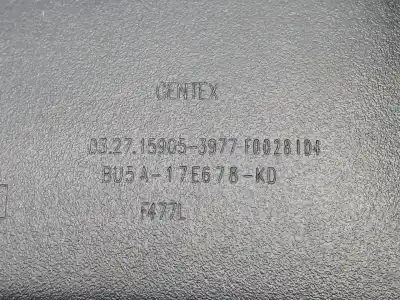 GENTEX
03.27.15905-3977 F0028104
BU5A-17E678-KD
F477L